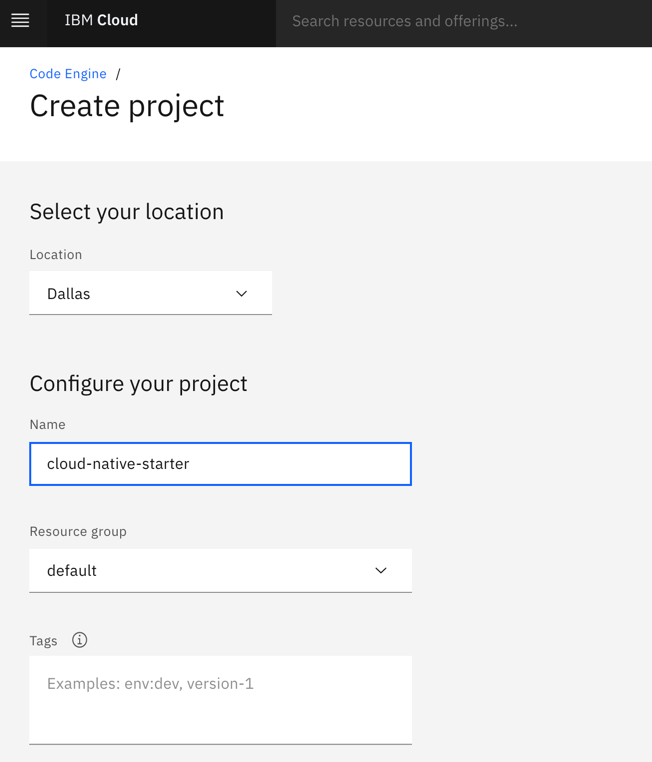 IBM Cloud
Search resources and offerings...
Code Engine /
Create project
Select your location
Location
Dallas
Configure your project
Name
cloud-native-starter
Resource group
default
Tags
Examples: env:dev, version-1